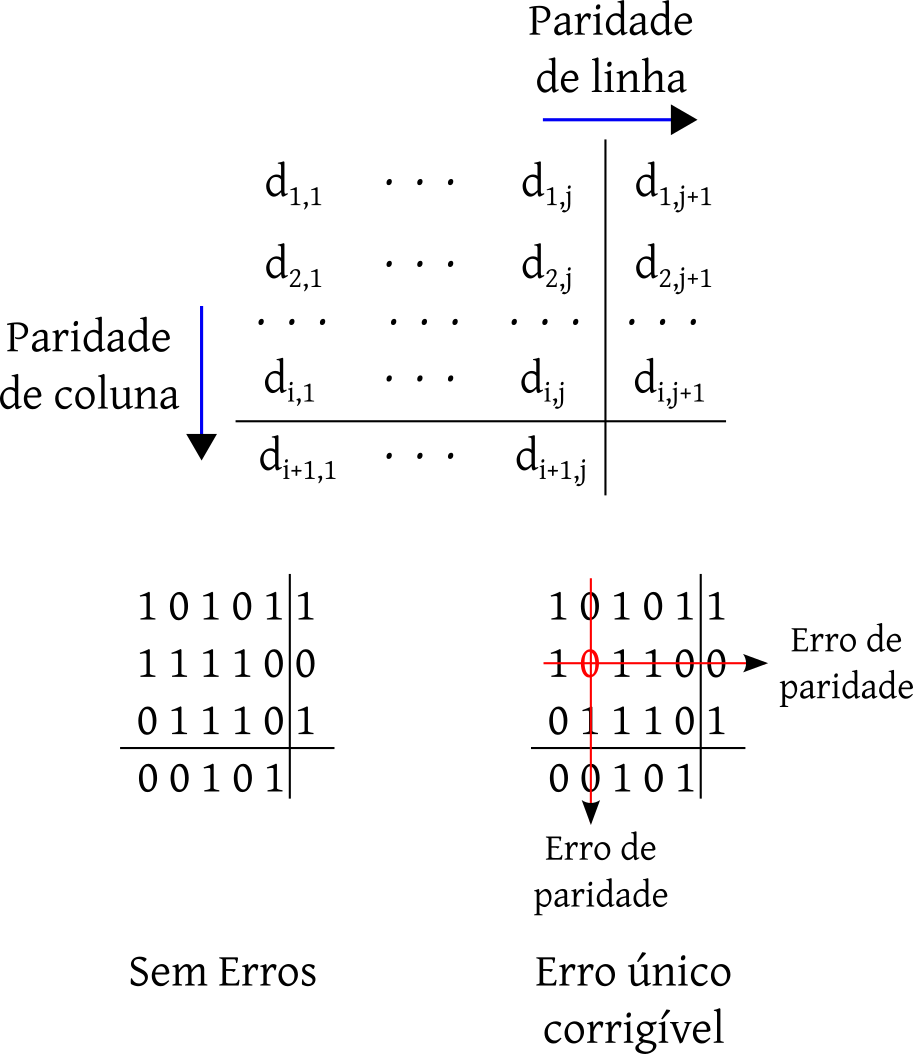 Paridade
de linha
d1,1 · · · d1,j d1,j+1
d2,1 · · · d2,j d2,j+1
· · · · · · · · · · · ·
Paridade
de coluna
di,1 · · · di,j di,j+1
di+1,1 · · · di+1,j
1 0 1 0 1 1
1 1 1 1 0 0
0 1 1 1 0 1
0 0 1 0 1
1 0 1 0 1 1
1 0 1 1 0 0
0 1 1 1 0 1
0 0 1 0 1
Erro de
paridade
Erro de
paridade
Sem Erros
Erro único
corrigível